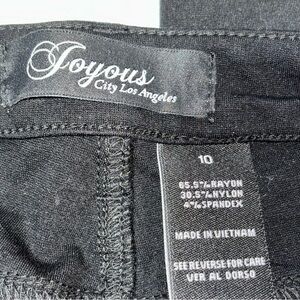 Joyous
City Los Angeles
10
65.5% RAYON
30.5% NYLON
4% SPANDEX
MADE IN VIETNAM
SEE REVERSE FOR CARE
VER AL DORSO